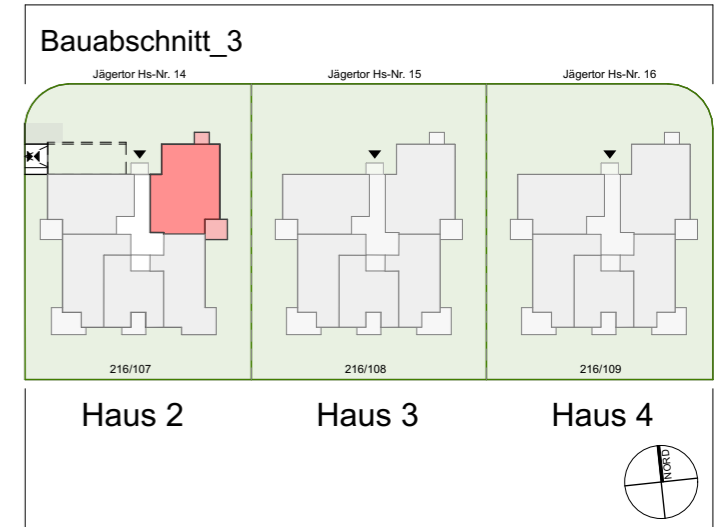 Bauabschnitt_3
Jägertor Hs-Nr. 14
Jägertor Hs-Nr. 15
Jägertor Hs-Nr. 16
216/107
216/108
216/109
Haus 2
Haus 3
Haus 4
NORD